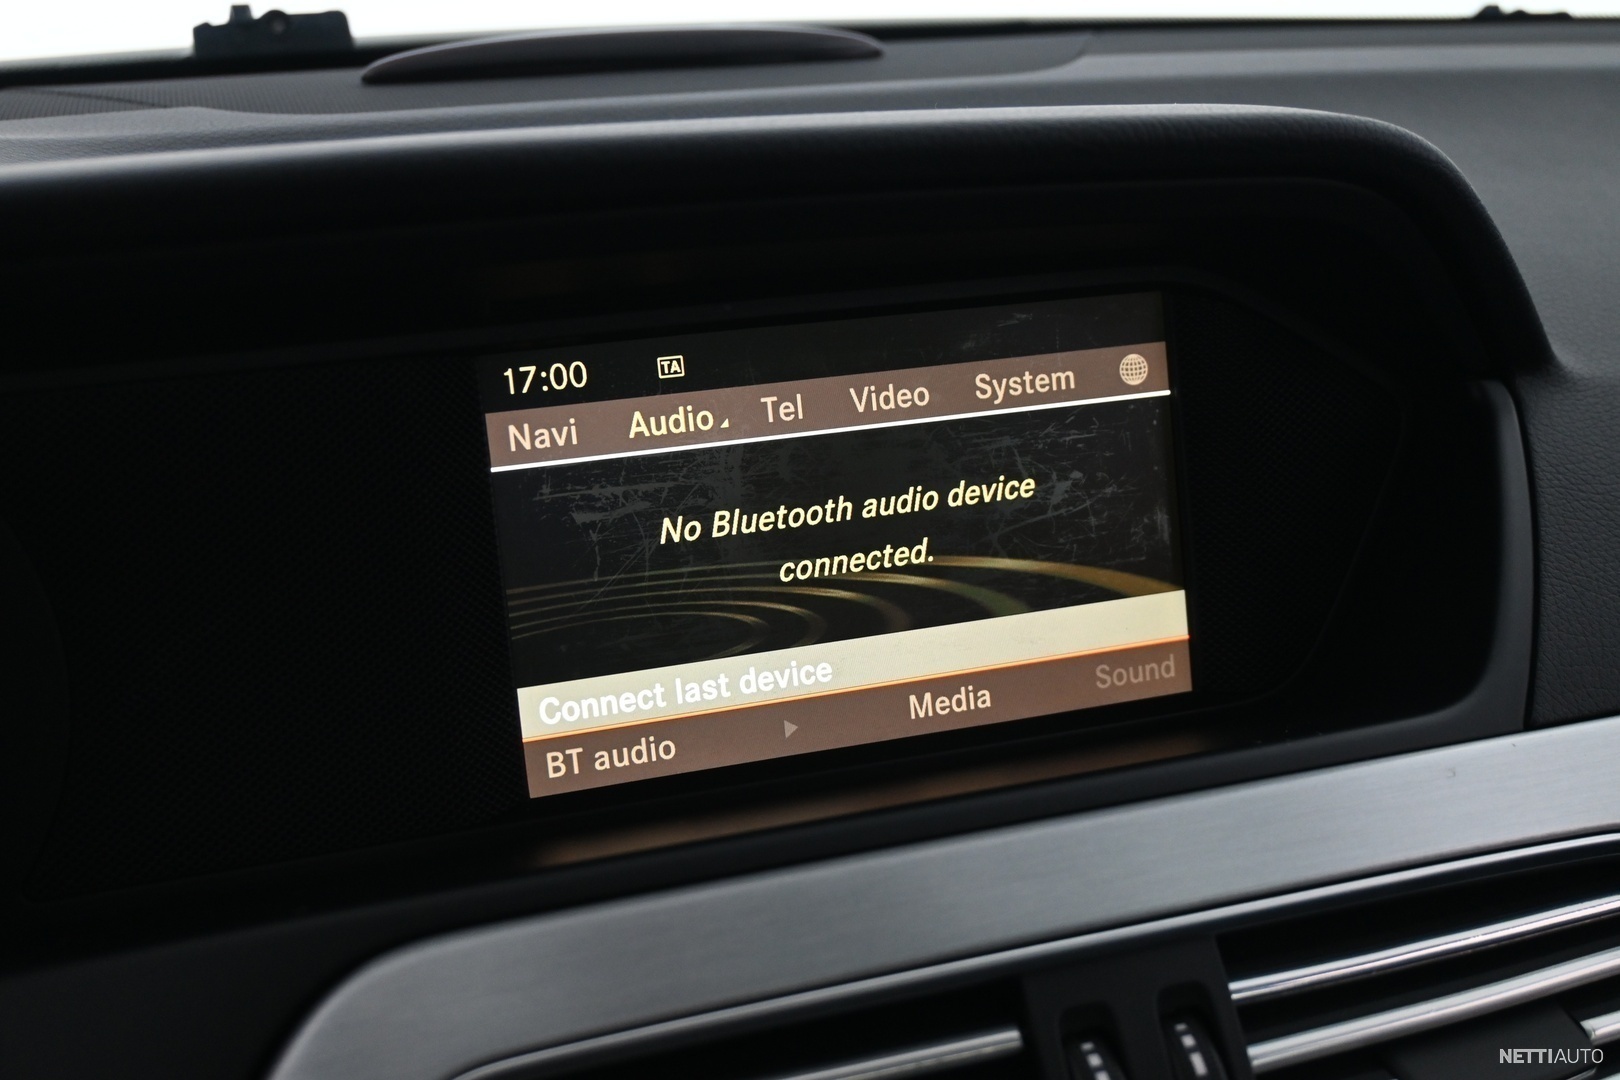 17:00 TA
Navi Audio Tel Video System
No Bluetooth audio device
connected.
Connect last device
BT audio Media Sound
NETTIAUTO